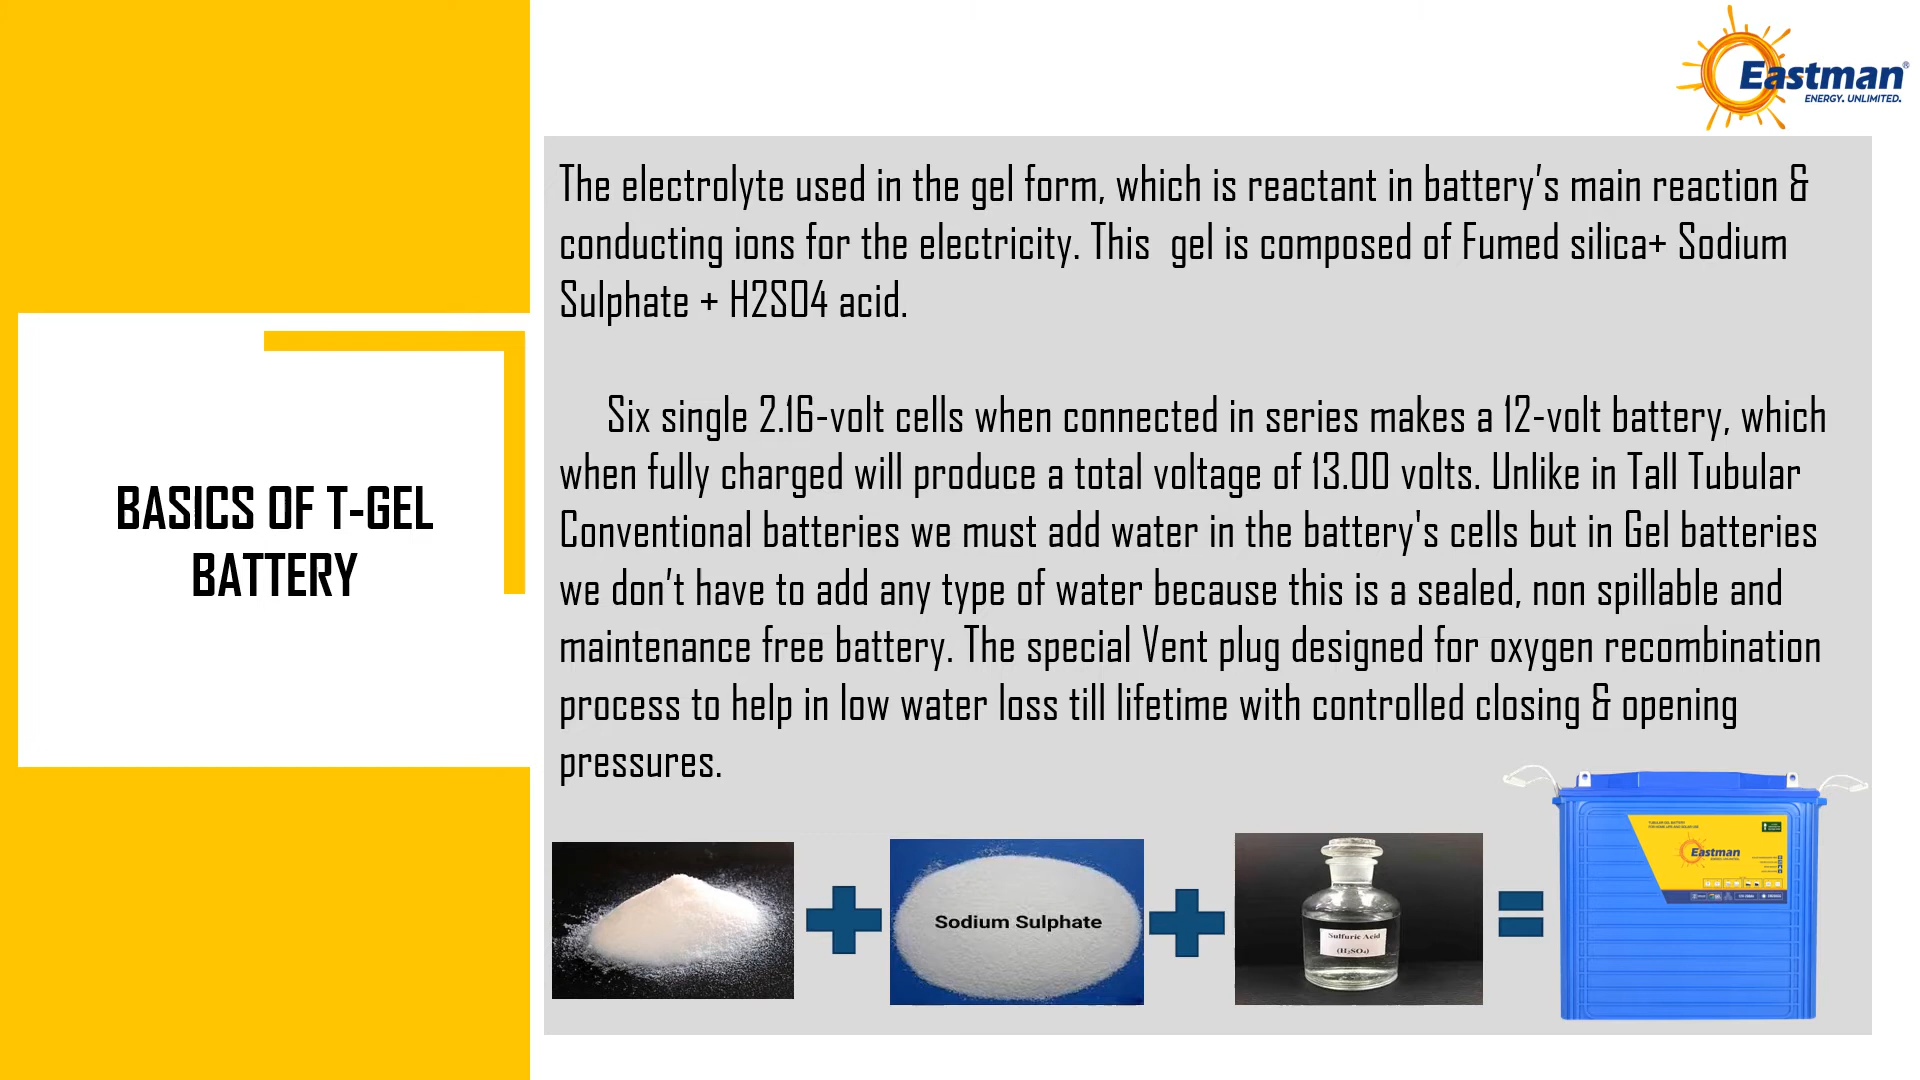 Eastman®
ENERGY. UNLIMITED.
The electrolyte used in the gel form, which is reactant in battery’s main reaction &
conducting ions for the electricity. This  gel is composed of Fumed silica+ Sodium
Sulphate + H2SO4 acid.
Six single 2.16-volt cells when connected in series makes a 12-volt battery, which
when fully charged will produce a total voltage of 13.00 volts. Unlike in Tall Tubular
Conventional batteries we must add water in the battery's cells but in Gel batteries
we don’t have to add any type of water because this is a sealed, non spillable and
maintenance free battery. The special Vent plug designed for oxygen recombination
process to help in low water loss till lifetime with controlled closing & opening
pressures.
BASICS OF T-GEL
BATTERY
Sodium Sulphate
Sulfuric Acid
(H₂SO₄)
TUBULAR GEL BATTERY
Eastman